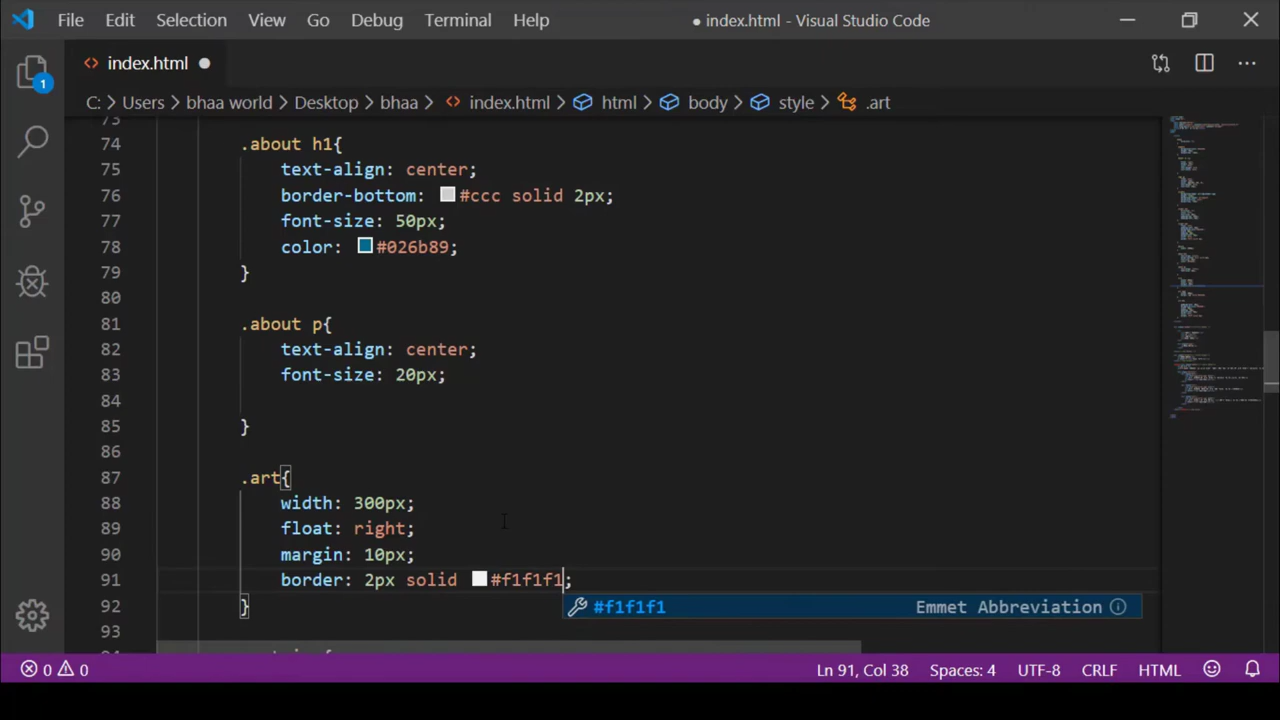 File Edit Selection View Go Debug Terminal Help ● index.html - Visual Studio Code
index.html ●
1
C: > Users > bhaa world > Desktop > bhaa > index.html > html > body > style > .art
73
74 .about h1{
75 text-align: center;
76 border-bottom: #ccc solid 2px;
77 font-size: 50px;
78 color: #026b89;
79 }
80
81 .about p{
82 text-align: center;
83 font-size: 20px;
84
85 }
86
87 .art{
88 width: 300px;
89 float: right;
90 margin: 10px;
91 border: 2px solid #f1f1f1;
#f1f1f1 Emmet Abbreviation
92 }
93
0 0 Ln 91, Col 38 Spaces: 4 UTF-8 CRLF HTML